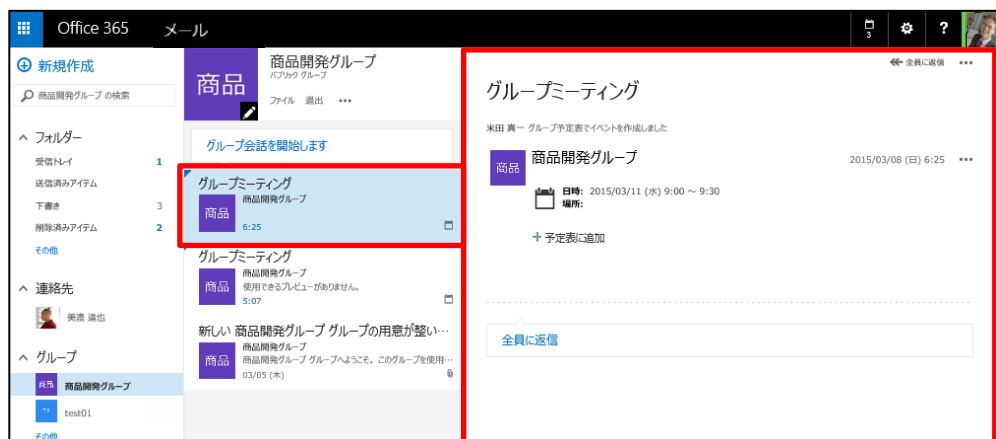 Office 365
メール
3
?
新規作成
商品開発グループ の検索
フォルダー
受信トレイ 1
送信済みアイテム
下書き 3
削除済みアイテム 2
その他
連絡先
美濃 達也
グループ
商品 商品開発グループ
test01
その他
商品
商品開発グループ
パブリック グループ
ファイル 退出 •••
グループ会話を開始します
グループミーティング
商品開発グループ
商品
6:25
グループミーティング
商品開発グループ
商品
使用できるプレビューがありません。
5:07
新しい 商品開発グループ グループの用意が整い…
商品開発グループ
商品
商品開発グループ グループへようこそ。このグループを使用…
03/05 (木)
全員に返信 •••
グループミーティング
米田 真一 グループ予定表でイベントを作成しました
商品
商品開発グループ
2015/03/08 (日) 6:25 •••
日時: 2015/03/11 (水) 9:00 ～ 9:30
場所:
+ 予定表に追加
全員に返信